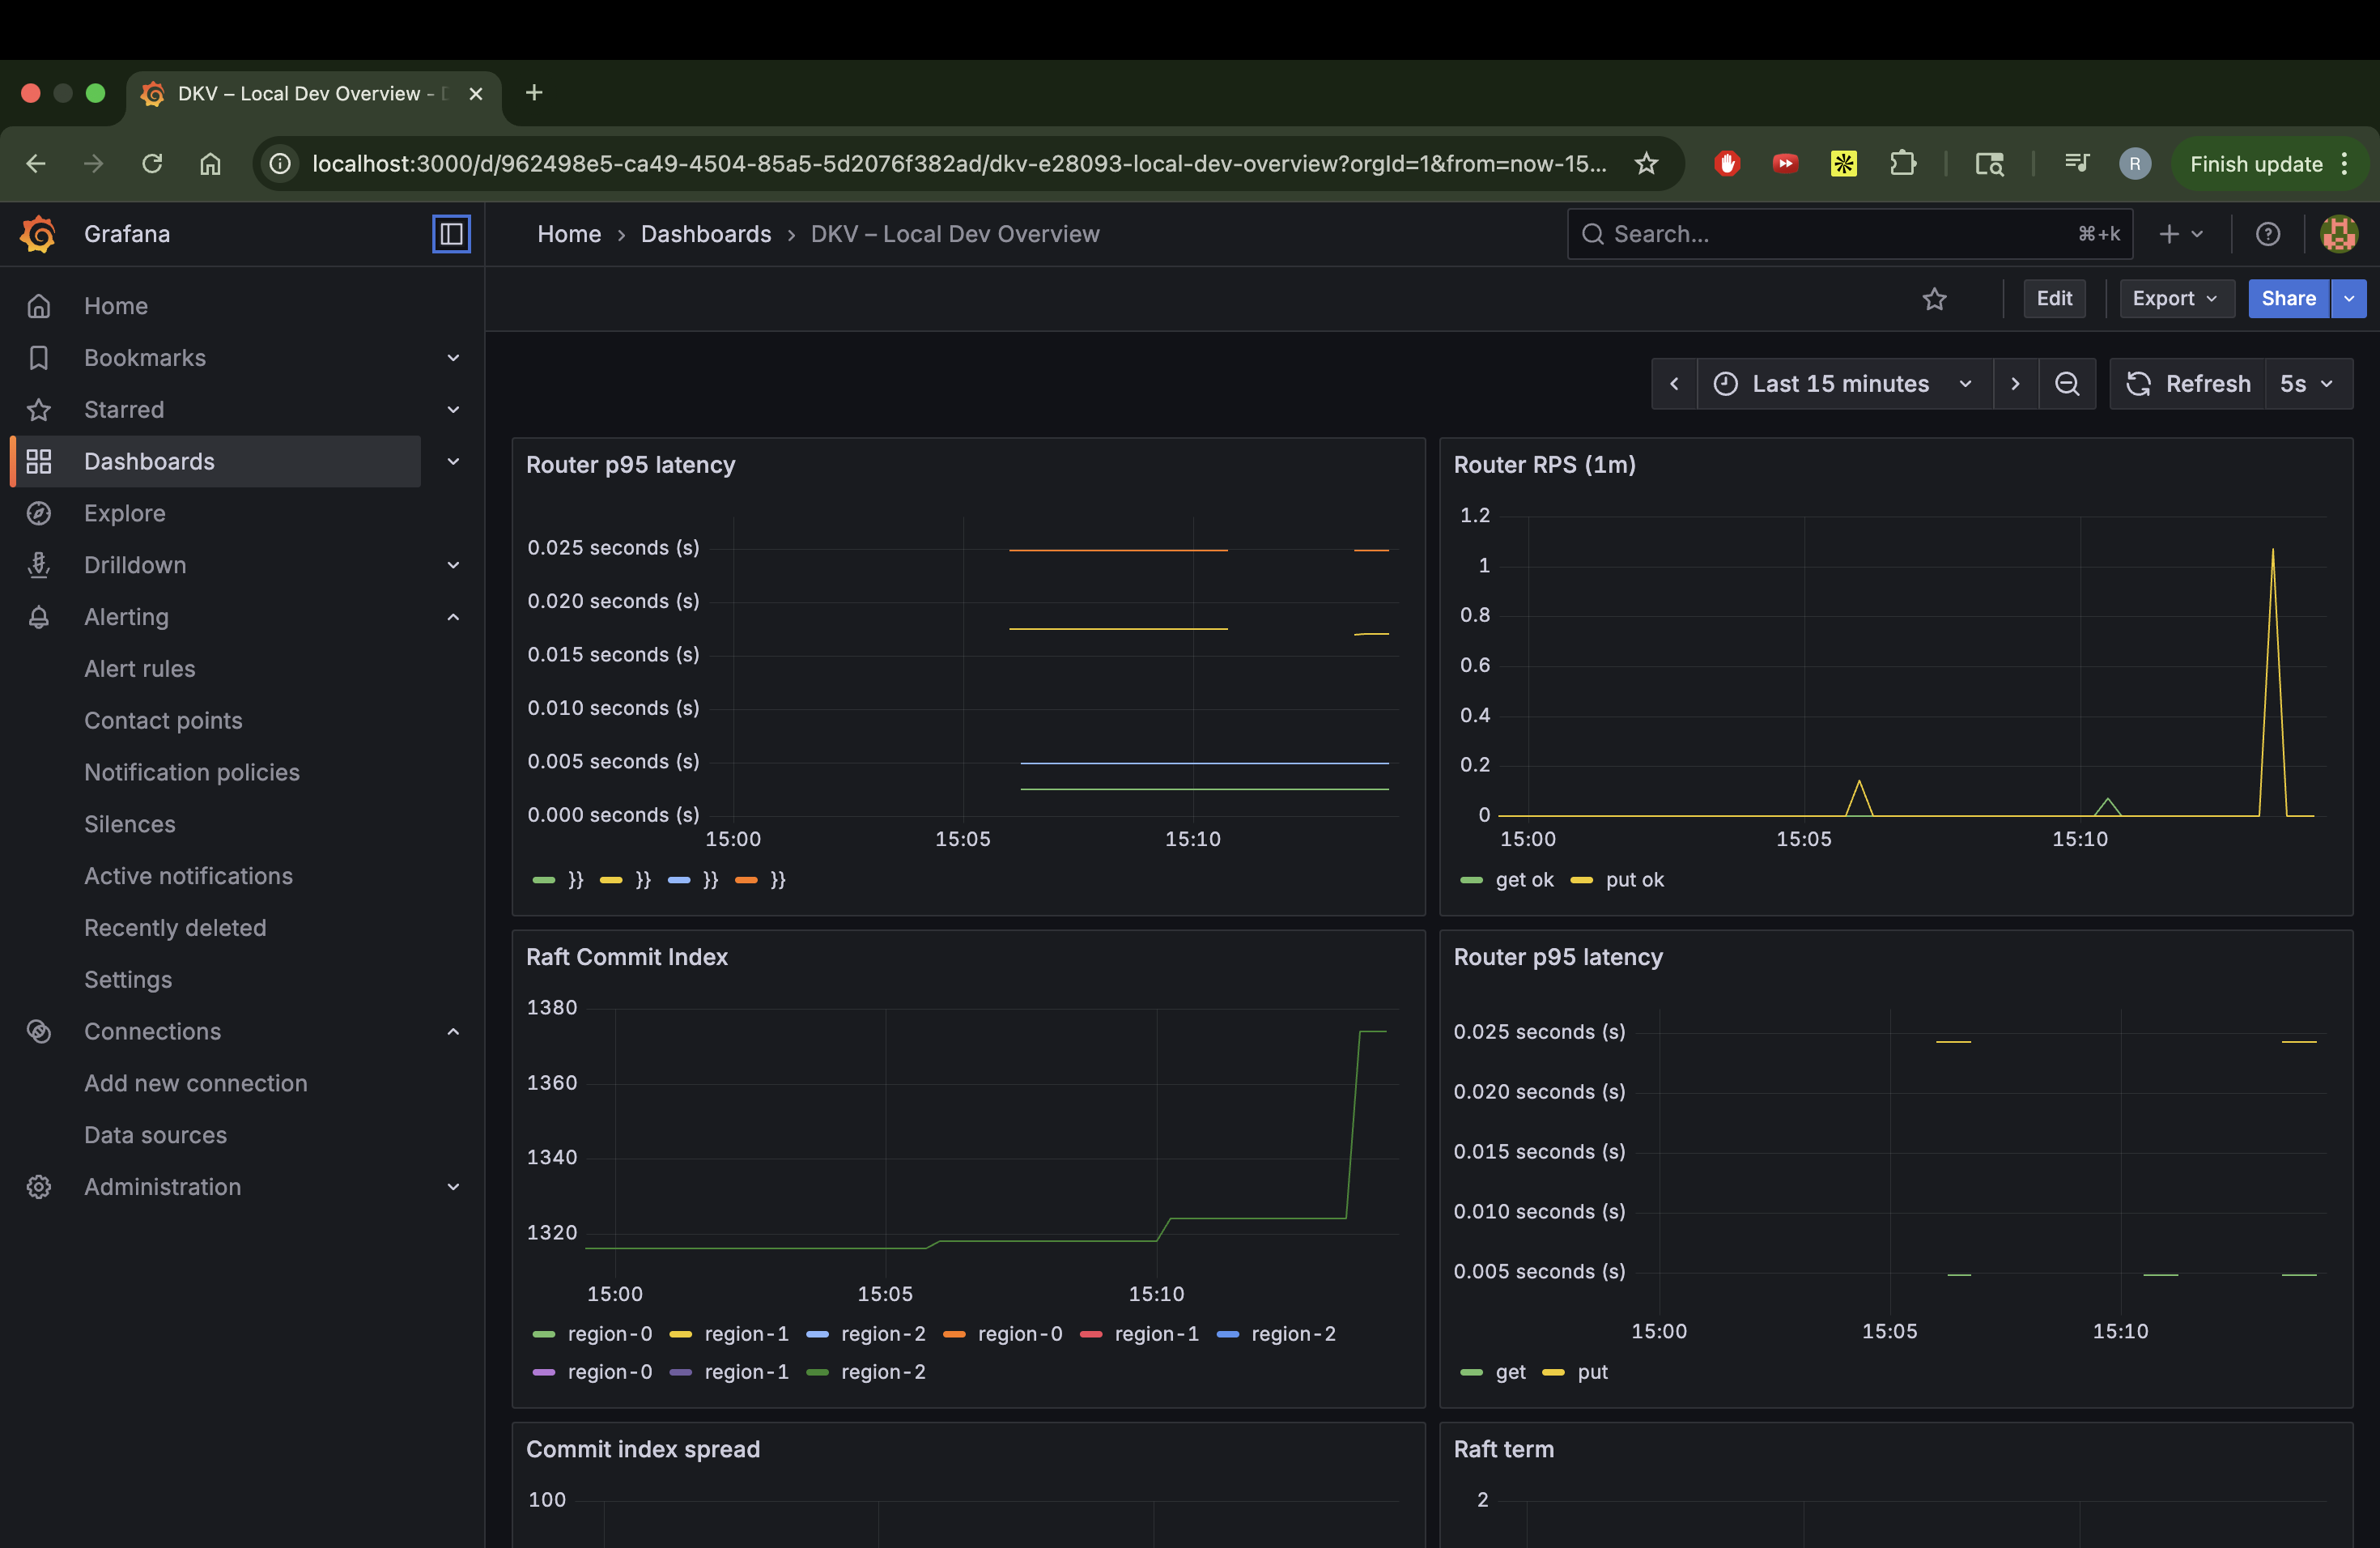 DKV – Local Dev Overview -
localhost:3000/d/962498e5-ca49-4504-85a5-5d2076f382ad/dkv-e28093-local-dev-overview?orgId=1&from=now-15...
R
Finish update
Grafana
Home › Dashboards › DKV – Local Dev Overview
Search...
⌘+k
Home
Bookmarks
Starred
Dashboards
Explore
Drilldown
Alerting
Alert rules
Contact points
Notification policies
Silences
Active notifications
Recently deleted
Settings
Connections
Add new connection
Data sources
Administration
Edit
Export
Share
Last 15 minutes
Refresh
5s
Router p95 latency
0.025 seconds (s)
0.020 seconds (s)
0.015 seconds (s)
0.010 seconds (s)
0.005 seconds (s)
0.000 seconds (s)
15:00 15:05 15:10
}} }} }} }}
Router RPS (1m)
1.2
1
0.8
0.6
0.4
0.2
0
15:00 15:05 15:10
get ok put ok
Raft Commit Index
1380
1360
1340
1320
15:00 15:05 15:10
region-0 region-1 region-2 region-0 region-1 region-2
region-0 region-1 region-2
Router p95 latency
0.025 seconds (s)
0.020 seconds (s)
0.015 seconds (s)
0.010 seconds (s)
0.005 seconds (s)
15:00 15:05 15:10
get put
Commit index spread
100
Raft term
2